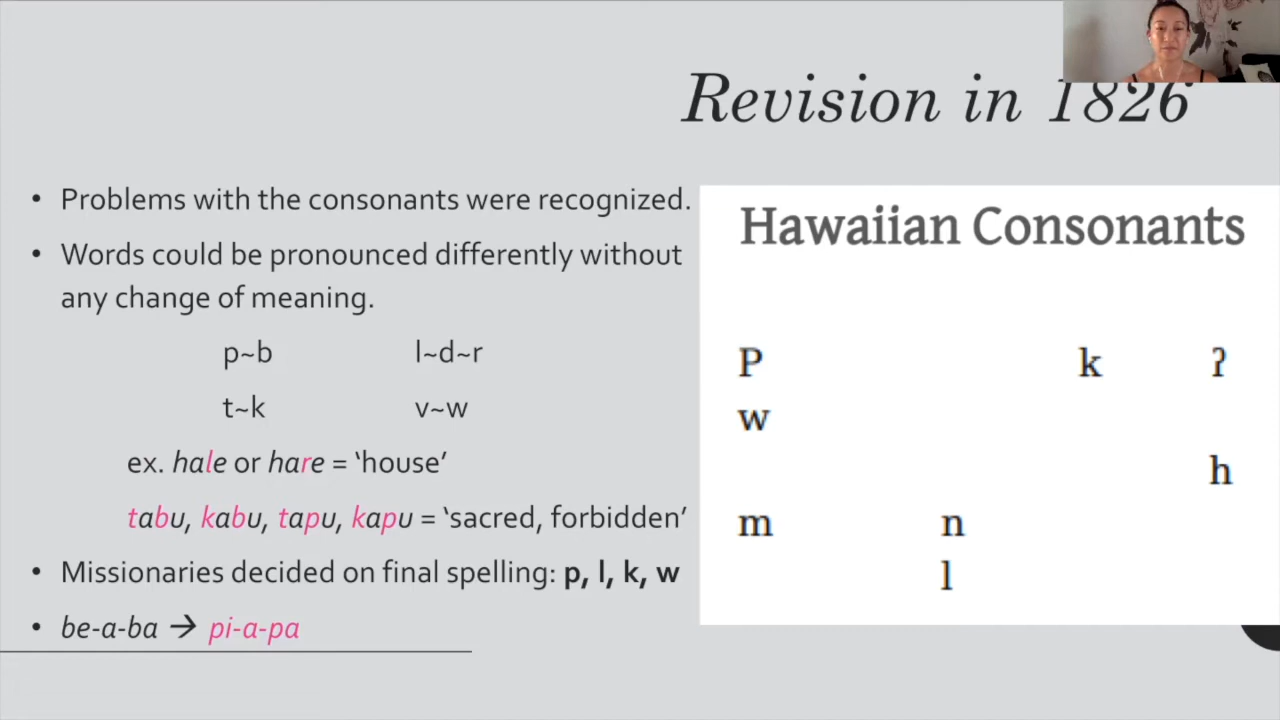 Revision in 1826
• Problems with the consonants were recognized.
• Words could be pronounced differently without
any change of meaning.
p~b l~d~r
t~k v~w
ex. hale or hare = ‘house’
tabu, kabu, tapu, kapu = ‘sacred, forbidden’
• Missionaries decided on final spelling: p, l, k, w
• be-a-ba → pi-a-pa
Hawaiian Consonants
P k ʔ
w
h
m n
l